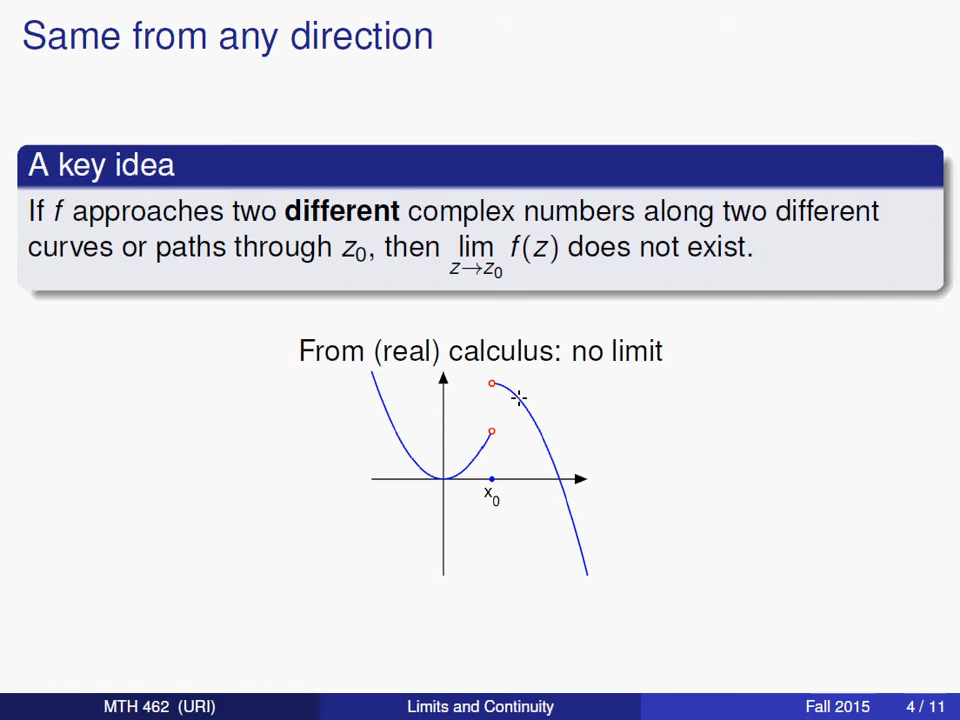 Same from any direction
A key idea
If f approaches two different complex numbers along two different
curves or paths through z₀, then lim f(z) does not exist.
z→z₀
From (real) calculus: no limit
x₀
MTH 462 (URI)
Limits and Continuity
Fall 2015
4 / 11